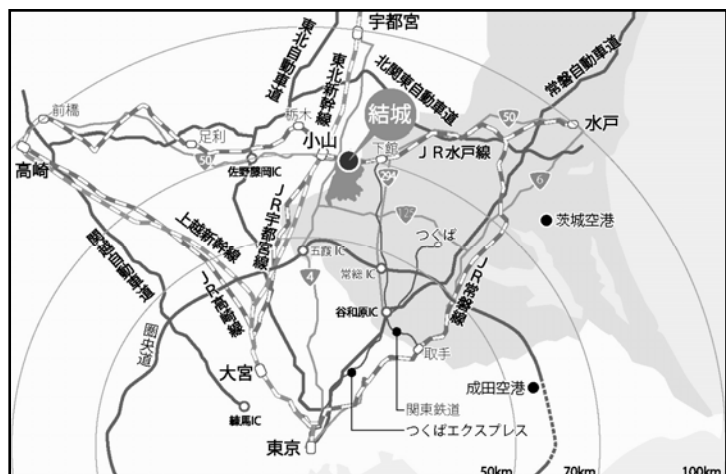 宇都宮
東北自動車道
東北新幹線
北関東自動車道
常磐自動車道
前橋
足利
栃木
小山
結城
下館
JR水戸線
50
水戸
高崎
50
佐野藤岡IC
294
125
6
つくば
茨城空港
上越新幹線
関越自動車道
JR高崎線
JR宇都宮線
五霞IC
4
常総IC
谷和原IC
JR常磐線
圏央道
大宮
取手
成田空港
練馬IC
関東鉄道
つくばエクスプレス
東京
50km
70km
100km